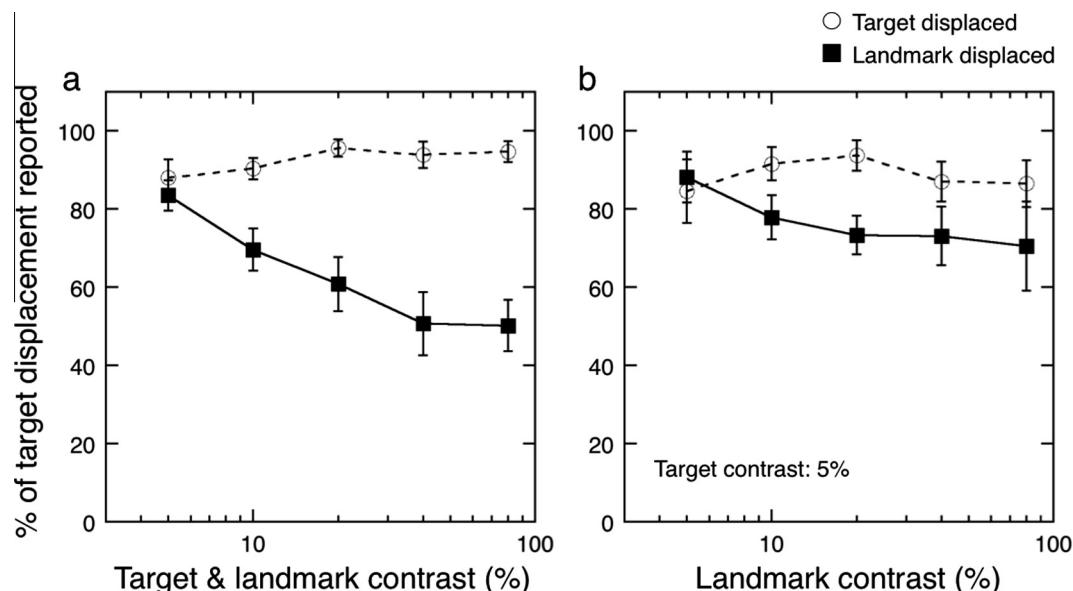 Target displaced
Landmark displaced
a
b
% of target displacement reported
100
80
60
40
20
0
10
100
Target & landmark contrast (%)
100
80
60
40
20
0
Target contrast: 5%
10
100
Landmark contrast (%)